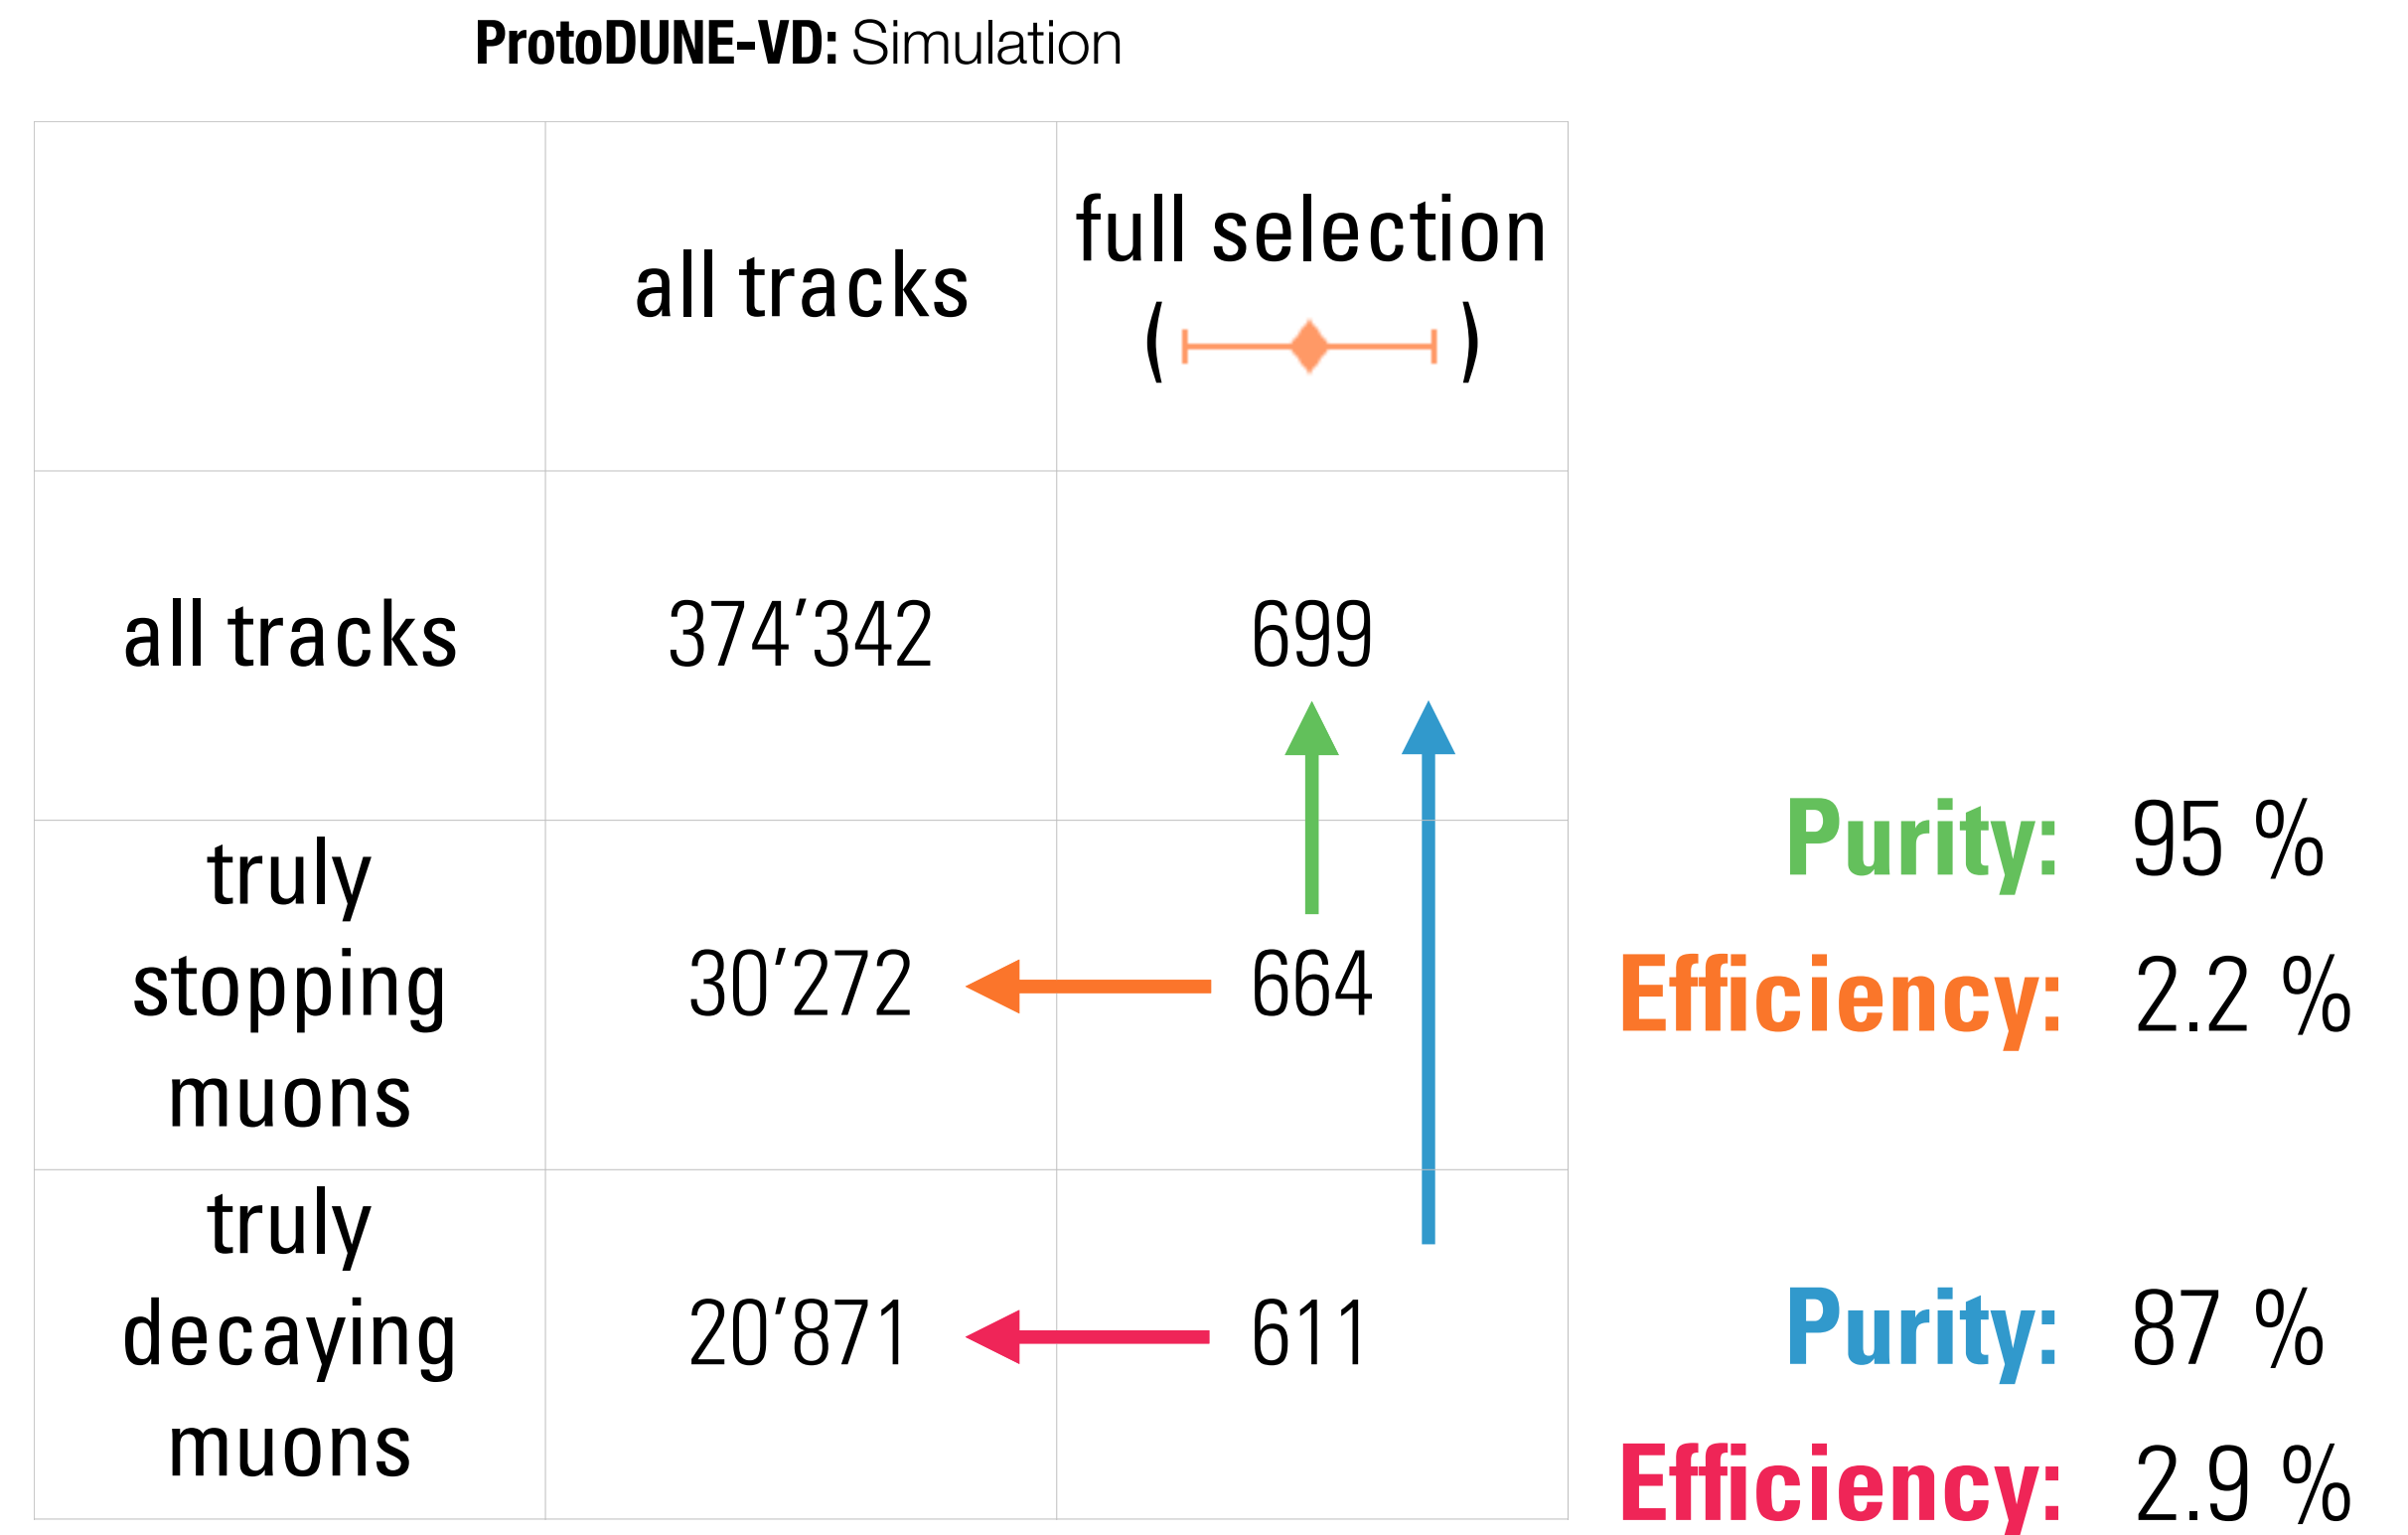 ProtoDUNE-VD: Simulation
all tracks
full selection
( )
all tracks
374’342
699
truly
stopping
muons
30’272
664
Purity: 95 %
Efficiency: 2.2 %
truly
decaying
muons
20’871
611
Purity: 87 %
Efficiency: 2.9 %